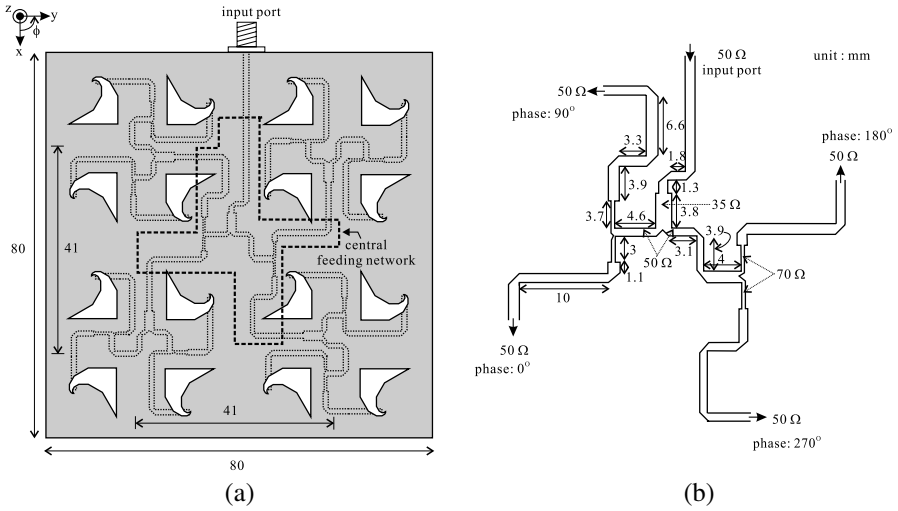 z
y
ϕ
x
input port
80
41
central
feeding network
41
80
(a)
50 Ω
input port
unit : mm
50 Ω
phase: 90°
phase: 180°
50 Ω
6.6
3.3
1.8
3.9
1.3
35 Ω
3.7
4.6
3.8
3.9
50 Ω
3.1
3
4
70 Ω
1.1
10
50 Ω
phase: 0°
50 Ω
phase: 270°
(b)